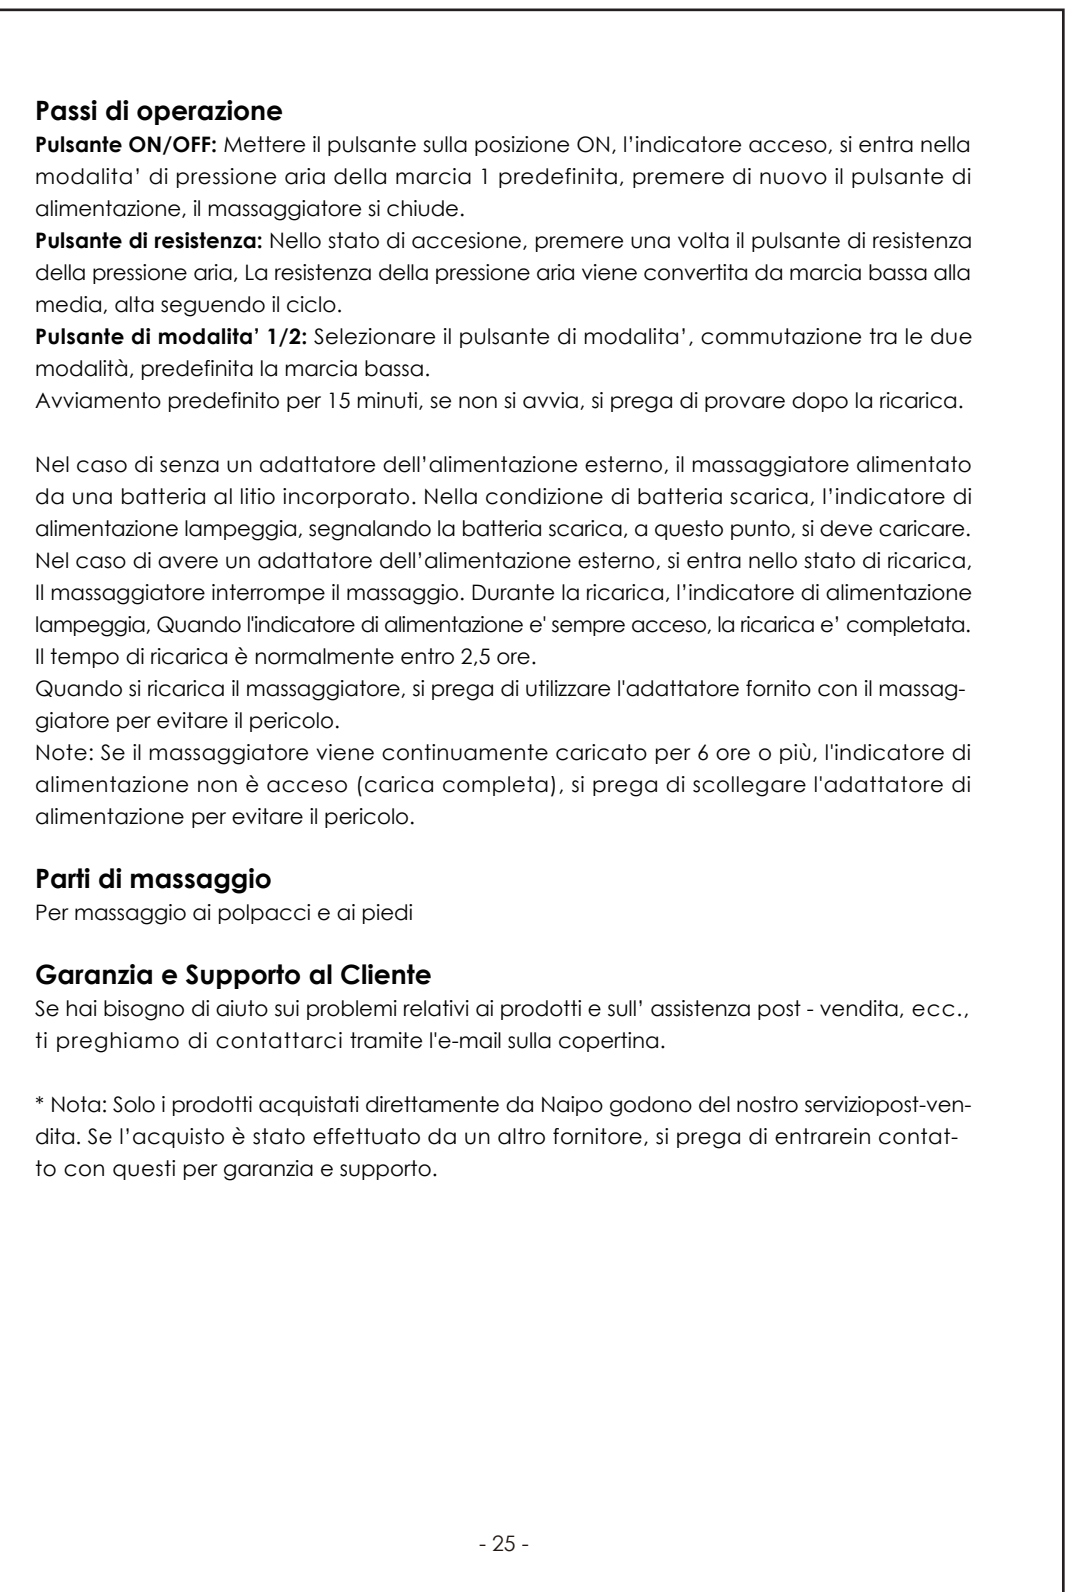 Passi di operazione
Pulsante ON/OFF: Mettere il pulsante sulla posizione ON, l’indicatore acceso, si entra nella
modalita’ di pressione aria della marcia 1 predefinita, premere di nuovo il pulsante di
alimentazione, il massaggiatore si chiude.
Pulsante di resistenza: Nello stato di accesione, premere una volta il pulsante di resistenza
della pressione aria, La resistenza della pressione aria viene convertita da marcia bassa alla
media, alta seguendo il ciclo.
Pulsante di modalita’ 1/2: Selezionare il pulsante di modalita’, commutazione tra le due
modalità, predefinita la marcia bassa.
Avviamento predefinito per 15 minuti, se non si avvia, si prega di provare dopo la ricarica.
Nel caso di senza un adattatore dell’alimentazione esterno, il massaggiatore alimentato
da una batteria al litio incorporato. Nella condizione di batteria scarica, l’indicatore di
alimentazione lampeggia, segnalando la batteria scarica, a questo punto, si deve caricare.
Nel caso di avere un adattatore dell’alimentazione esterno, si entra nello stato di ricarica,
Il massaggiatore interrompe il massaggio. Durante la ricarica, l’indicatore di alimentazione
lampeggia, Quando l'indicatore di alimentazione e' sempre acceso, la ricarica e’ completata.
Il tempo di ricarica è normalmente entro 2,5 ore.
Quando si ricarica il massaggiatore, si prega di utilizzare l'adattatore fornito con il massag-
giatore per evitare il pericolo.
Note: Se il massaggiatore viene continuamente caricato per 6 ore o più, l'indicatore di
alimentazione non è acceso (carica completa), si prega di scollegare l'adattatore di
alimentazione per evitare il pericolo.
Parti di massaggio
Per massaggio ai polpacci e ai piedi
Garanzia e Supporto al Cliente
Se hai bisogno di aiuto sui problemi relativi ai prodotti e sull’ assistenza post - vendita, ecc.,
ti preghiamo di contattarci tramite l'e-mail sulla copertina.
* Nota: Solo i prodotti acquistati direttamente da Naipo godono del nostro serviziopost-ven-
dita. Se l’acquisto è stato effettuato da un altro fornitore, si prega di entrarein contat-
to con questi per garanzia e supporto.
- 25 -